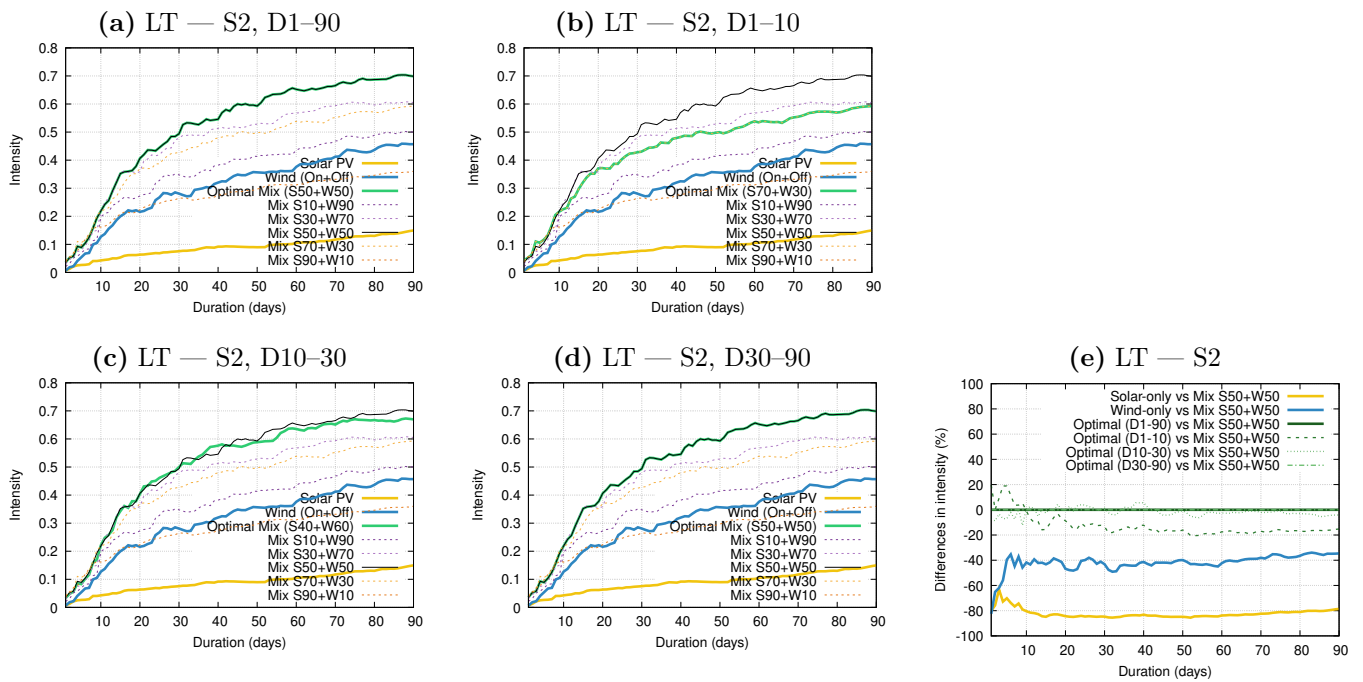 (a) LT — S2, D1–90
0.8
0.7
0.6
0.5
0.4
0.3
0.2
0.1
0
Intensity
Solar PV
Wind (On+Off)
Optimal Mix (S50+W50)
Mix S10+W90
Mix S30+W70
Mix S50+W50
Mix S70+W30
Mix S90+W10
10 20 30 40 50 60 70 80 90
Duration (days)
(b) LT — S2, D1–10
0.8
0.7
0.6
0.5
0.4
0.3
0.2
0.1
0
Intensity
Solar PV
Wind (On+Off)
Optimal Mix (S70+W30)
Mix S10+W90
Mix S30+W70
Mix S50+W50
Mix S70+W30
Mix S90+W10
10 20 30 40 50 60 70 80 90
Duration (days)
(c) LT — S2, D10–30
0.8
0.7
0.6
0.5
0.4
0.3
0.2
0.1
0
Intensity
Solar PV
Wind (On+Off)
Optimal Mix (S40+W60)
Mix S10+W90
Mix S30+W70
Mix S50+W50
Mix S70+W30
Mix S90+W10
10 20 30 40 50 60 70 80 90
Duration (days)
(d) LT — S2, D30–90
0.8
0.7
0.6
0.5
0.4
0.3
0.2
0.1
0
Intensity
Solar PV
Wind (On+Off)
Optimal Mix (S50+W50)
Mix S10+W90
Mix S30+W70
Mix S50+W50
Mix S70+W30
Mix S90+W10
10 20 30 40 50 60 70 80 90
Duration (days)
(e) LT — S2
100
80
60
40
20
0
-20
-40
-60
-80
-100
Differences in intensity (%)
Solar-only vs Mix S50+W50
Wind-only vs Mix S50+W50
Optimal (D1-90) vs Mix S50+W50
Optimal (D1-10) vs Mix S50+W50
Optimal (D10-30) vs Mix S50+W50
Optimal (D30-90) vs Mix S50+W50
10 20 30 40 50 60 70 80 90
Duration (days)